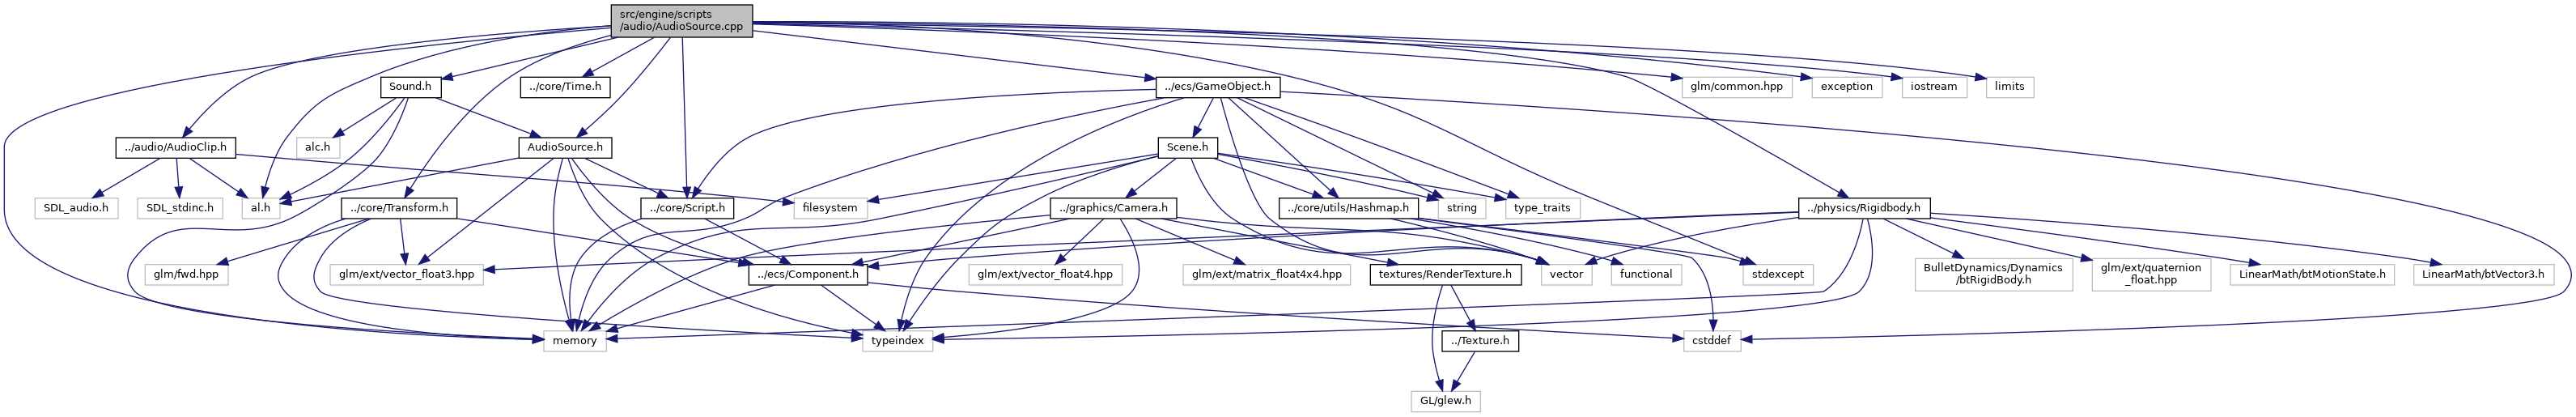 src/engine/scripts
/audio/AudioSource.cpp
Sound.h
../core/Time.h
../ecs/GameObject.h
glm/common.hpp
exception
iostream
limits
../audio/AudioClip.h
alc.h
AudioSource.h
Scene.h
SDL_audio.h
SDL_stdinc.h
al.h
../core/Transform.h
../core/Script.h
filesystem
../graphics/Camera.h
../core/utils/Hashmap.h
string
type_traits
../physics/Rigidbody.h
glm/fwd.hpp
glm/ext/vector_float3.hpp
../ecs/Component.h
glm/ext/vector_float4.hpp
glm/ext/matrix_float4x4.hpp
textures/RenderTexture.h
vector
functional
stdexcept
BulletDynamics/Dynamics
/btRigidBody.h
glm/ext/quaternion
_float.hpp
LinearMath/btMotionState.h
LinearMath/btVector3.h
memory
typeindex
../Texture.h
cstddef
GL/glew.h